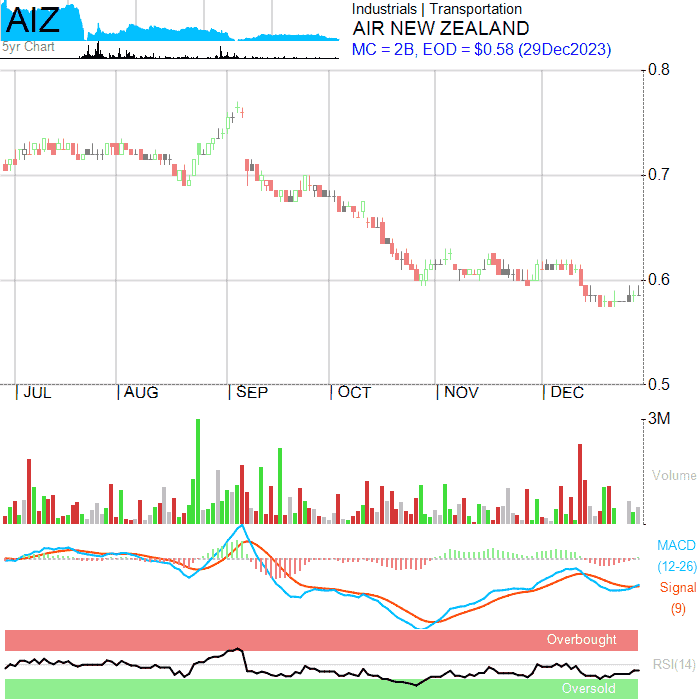 AIZ
5yr Chart
Industrials | Transportation
AIR NEW ZEALAND
MC = 2B, EOD = $0.58 (29Dec2023)
0.8
0.7
0.6
0.5
JUL
AUG
SEP
OCT
NOV
DEC
3M
Volume
MACD
(12-26)
Signal
(9)
Overbought
RSI(14)
Oversold